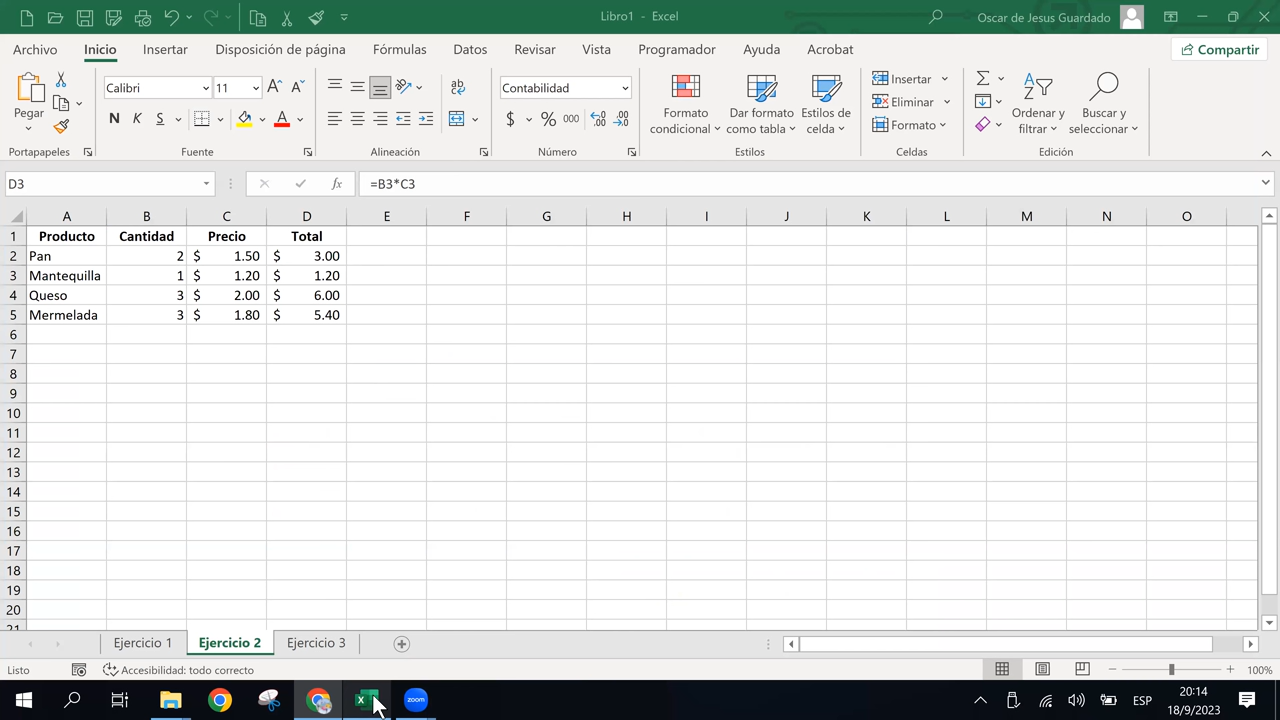 Libro1 - Excel
Oscar de Jesus Guardado
Archivo Inicio Insertar Disposición de página Fórmulas Datos Revisar Vista Programador Ayuda Acrobat Compartir
Pegar
Portapapeles
Calibri 11
N K S A
Fuente
ab
Alineación
Contabilidad
$ % 000
Número
Formato condicional
Dar formato como tabla
Estilos de celda
Estilos
Insertar
Eliminar
Formato
Celdas
Ordenar y filtrar
Buscar y seleccionar
Edición
D3 fx =B3*C3
A B C D E F G H I J K L M N O
1 Producto Cantidad Precio Total
2 Pan 2 $ 1.50 $ 3.00
3 Mantequilla 1 $ 1.20 $ 1.20
4 Queso 3 $ 2.00 $ 6.00
5 Mermelada 3 $ 1.80 $ 5.40
6
7
8
9
10
11
12
13
14
15
16
17
18
19
20
21
Ejercicio 1 Ejercicio 2 Ejercicio 3
Listo Accesibilidad: todo correcto 100%
zoom
ESP
20:14
18/9/2023